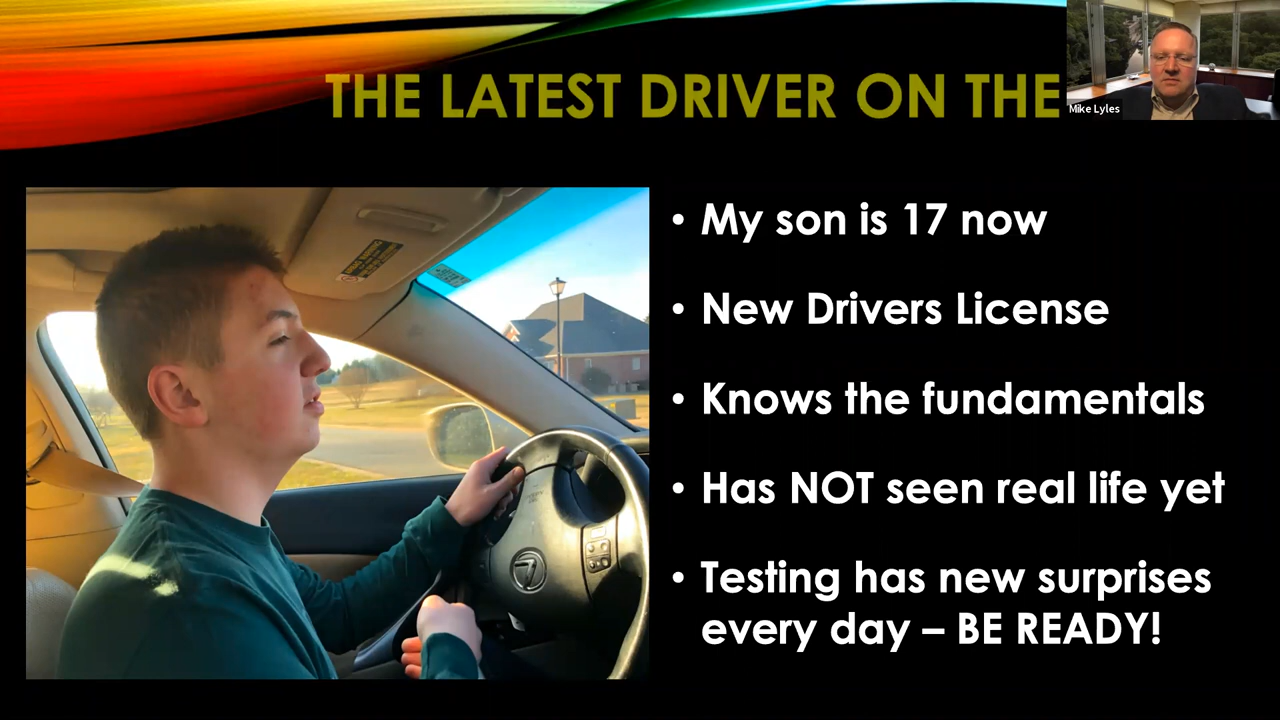 THE LATEST DRIVER ON THE
Mike Lyles
• My son is 17 now
• New Drivers License
• Knows the fundamentals
• Has NOT seen real life yet
• Testing has new surprises
every day – BE READY!